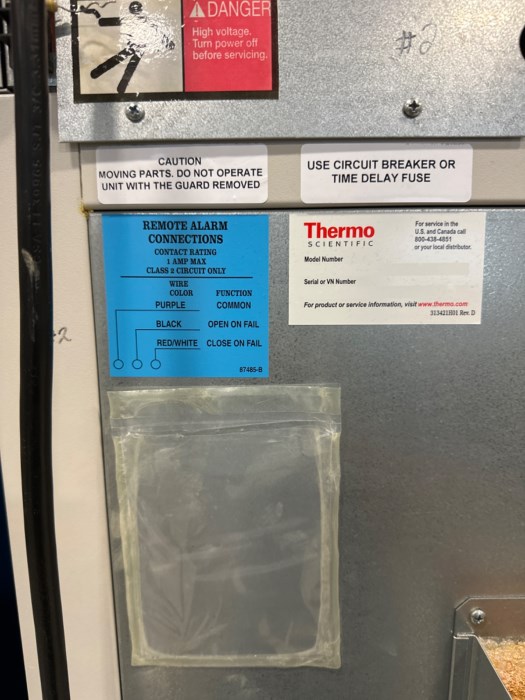 DANGER
High voltage.
Turn power off
before servicing.
#2
CAUTION
MOVING PARTS. DO NOT OPERATE
UNIT WITH THE GUARD REMOVED
USE CIRCUIT BREAKER OR
TIME DELAY FUSE
REMOTE ALARM
CONNECTIONS
CONTACT RATING
1 AMP MAX
CLASS 2 CIRCUIT ONLY
WIRE
COLOR FUNCTION
PURPLE COMMON
BLACK OPEN ON FAIL
RED/WHITE CLOSE ON FAIL
87485-B
Thermo
SCIENTIFIC
For service in the
U.S. and Canada call
800-438-4851
or your local distributor.
Model Number
Serial or VN Number
For product or service information, visit www.thermo.com
313421H01 Rev. D